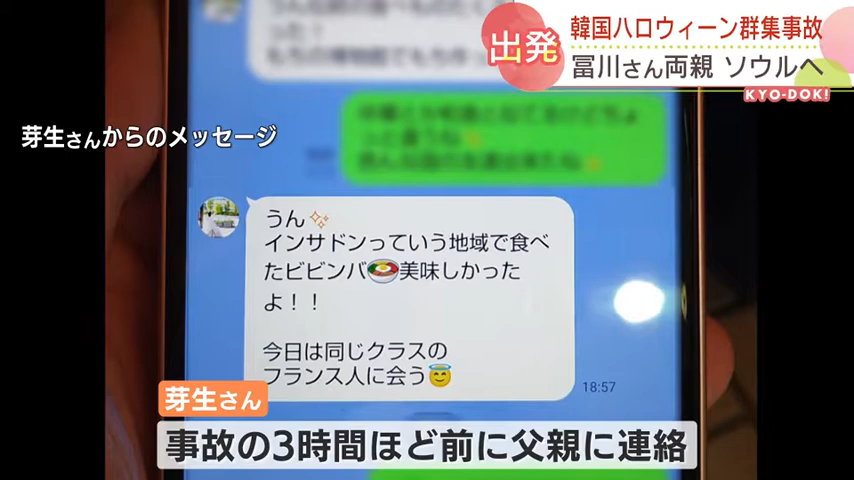 出発
韓国ハロウィーン群集事故
冨川さん両親 ソウルへ
KYO-DOK!
芽生さんからのメッセージ
うん✨
インサドンっていう地域で食べ
たビビンバ美味しかった
よ！！
今日は同じクラスの
フランス人に会う😇
18:57
芽生さん
事故の3時間ほど前に父親に連絡